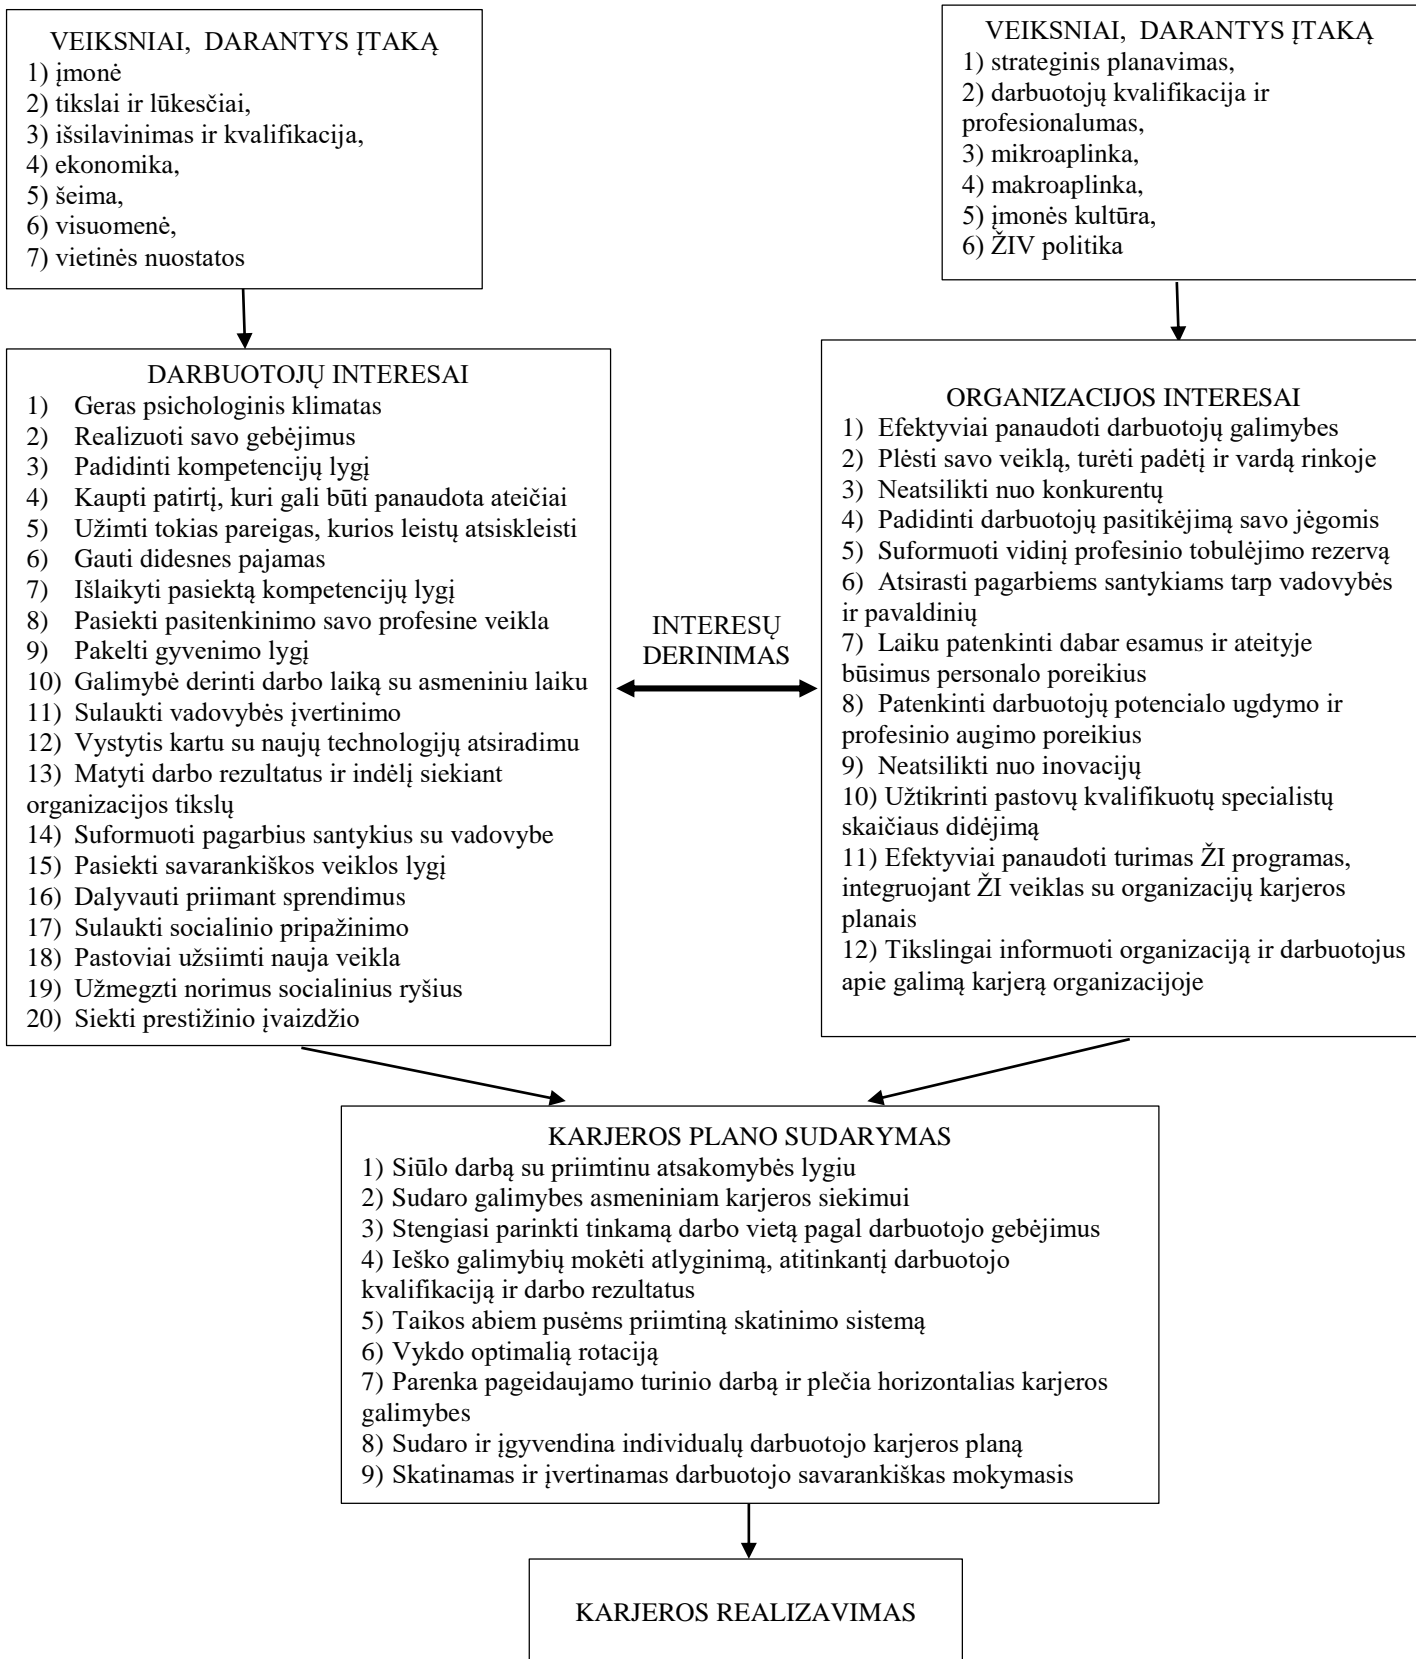 VEIKSNIAI, DARANTYS ĮTAKĄ
1) įmonė
2) tikslai ir lūkesčiai,
3) išsilavinimas ir kvalifikacija,
4) ekonomika,
5) šeima,
6) visuomenė,
7) vietinės nuostatos
VEIKSNIAI, DARANTYS ĮTAKĄ
1) strateginis planavimas,
2) darbuotojų kvalifikacija ir
profesionalumas,
3) mikroaplinka,
4) makroaplinka,
5) įmonės kultūra,
6) ŽIV politika
DARBUOTOJŲ INTERESAI
1) Geras psichologinis klimatas
2) Realizuoti savo gebėjimus
3) Padidinti kompetencijų lygį
4) Kaupti patirtį, kuri gali būti panaudota ateičiai
5) Užimti tokias pareigas, kurios leistų atsiskleisti
6) Gauti didesnes pajamas
7) Išlaikyti pasiektą kompetencijų lygį
8) Pasiekti pasitenkinimo savo profesine veikla
9) Pakelti gyvenimo lygį
10) Galimybė derinti darbo laiką su asmeniniu laiku
11) Sulaukti vadovybės įvertinimo
12) Vystytis kartu su naujų technologijų atsiradimu
13) Matyti darbo rezultatus ir indėlį siekiant
organizacijos tikslų
14) Suformuoti pagarbius santykius su vadovybe
15) Pasiekti savarankiškos veiklos lygį
16) Dalyvauti priimant sprendimus
17) Sulaukti socialinio pripažinimo
18) Pastoviai užsiimti nauja veikla
19) Užmegzti norimus socialinius ryšius
20) Siekti prestižinio įvaizdžio
INTERESŲ
DERINIMAS
ORGANIZACIJOS INTERESAI
1) Efektyviai panaudoti darbuotojų galimybes
2) Plėsti savo veiklą, turėti padėtį ir vardą rinkoje
3) Neatsilikti nuo konkurentų
4) Padidinti darbuotojų pasitikėjimą savo jėgomis
5) Suformuoti vidinį profesinio tobulėjimo rezervą
6) Atsirasti pagarbiems santykiams tarp vadovybės
ir pavaldinių
7) Laiku patenkinti dabar esamus ir ateityje
būsimus personalo poreikius
8) Patenkinti darbuotojų potencialo ugdymo ir
profesinio augimo poreikius
9) Neatsilikti nuo inovacijų
10) Užtikrinti pastovų kvalifikuotų specialistų
skaičiaus didėjimą
11) Efektyviai panaudoti turimas ŽI programas,
integruojant ŽI veiklas su organizacijų karjeros
planais
12) Tikslingai informuoti organizaciją ir darbuotojus
apie galimą karjerą organizacijoje
KARJEROS PLANO SUDARYMAS
1) Siūlo darbą su priimtinu atsakomybės lygiu
2) Sudaro galimybes asmeniniam karjeros siekimui
3) Stengiasi parinkti tinkamą darbo vietą pagal darbuotojo gebėjimus
4) Ieško galimybių mokėti atlyginimą, atitinkantį darbuotojo
kvalifikaciją ir darbo rezultatus
5) Taikos abiem pusėms priimtiną skatinimo sistemą
6) Vykdo optimalią rotaciją
7) Parenka pageidaujamo turinio darbą ir plečia horizontalias karjeros
galimybes
8) Sudaro ir įgyvendina individualų darbuotojo karjeros planą
9) Skatinamas ir įvertinamas darbuotojo savarankiškas mokymasis
KARJEROS REALIZAVIMAS